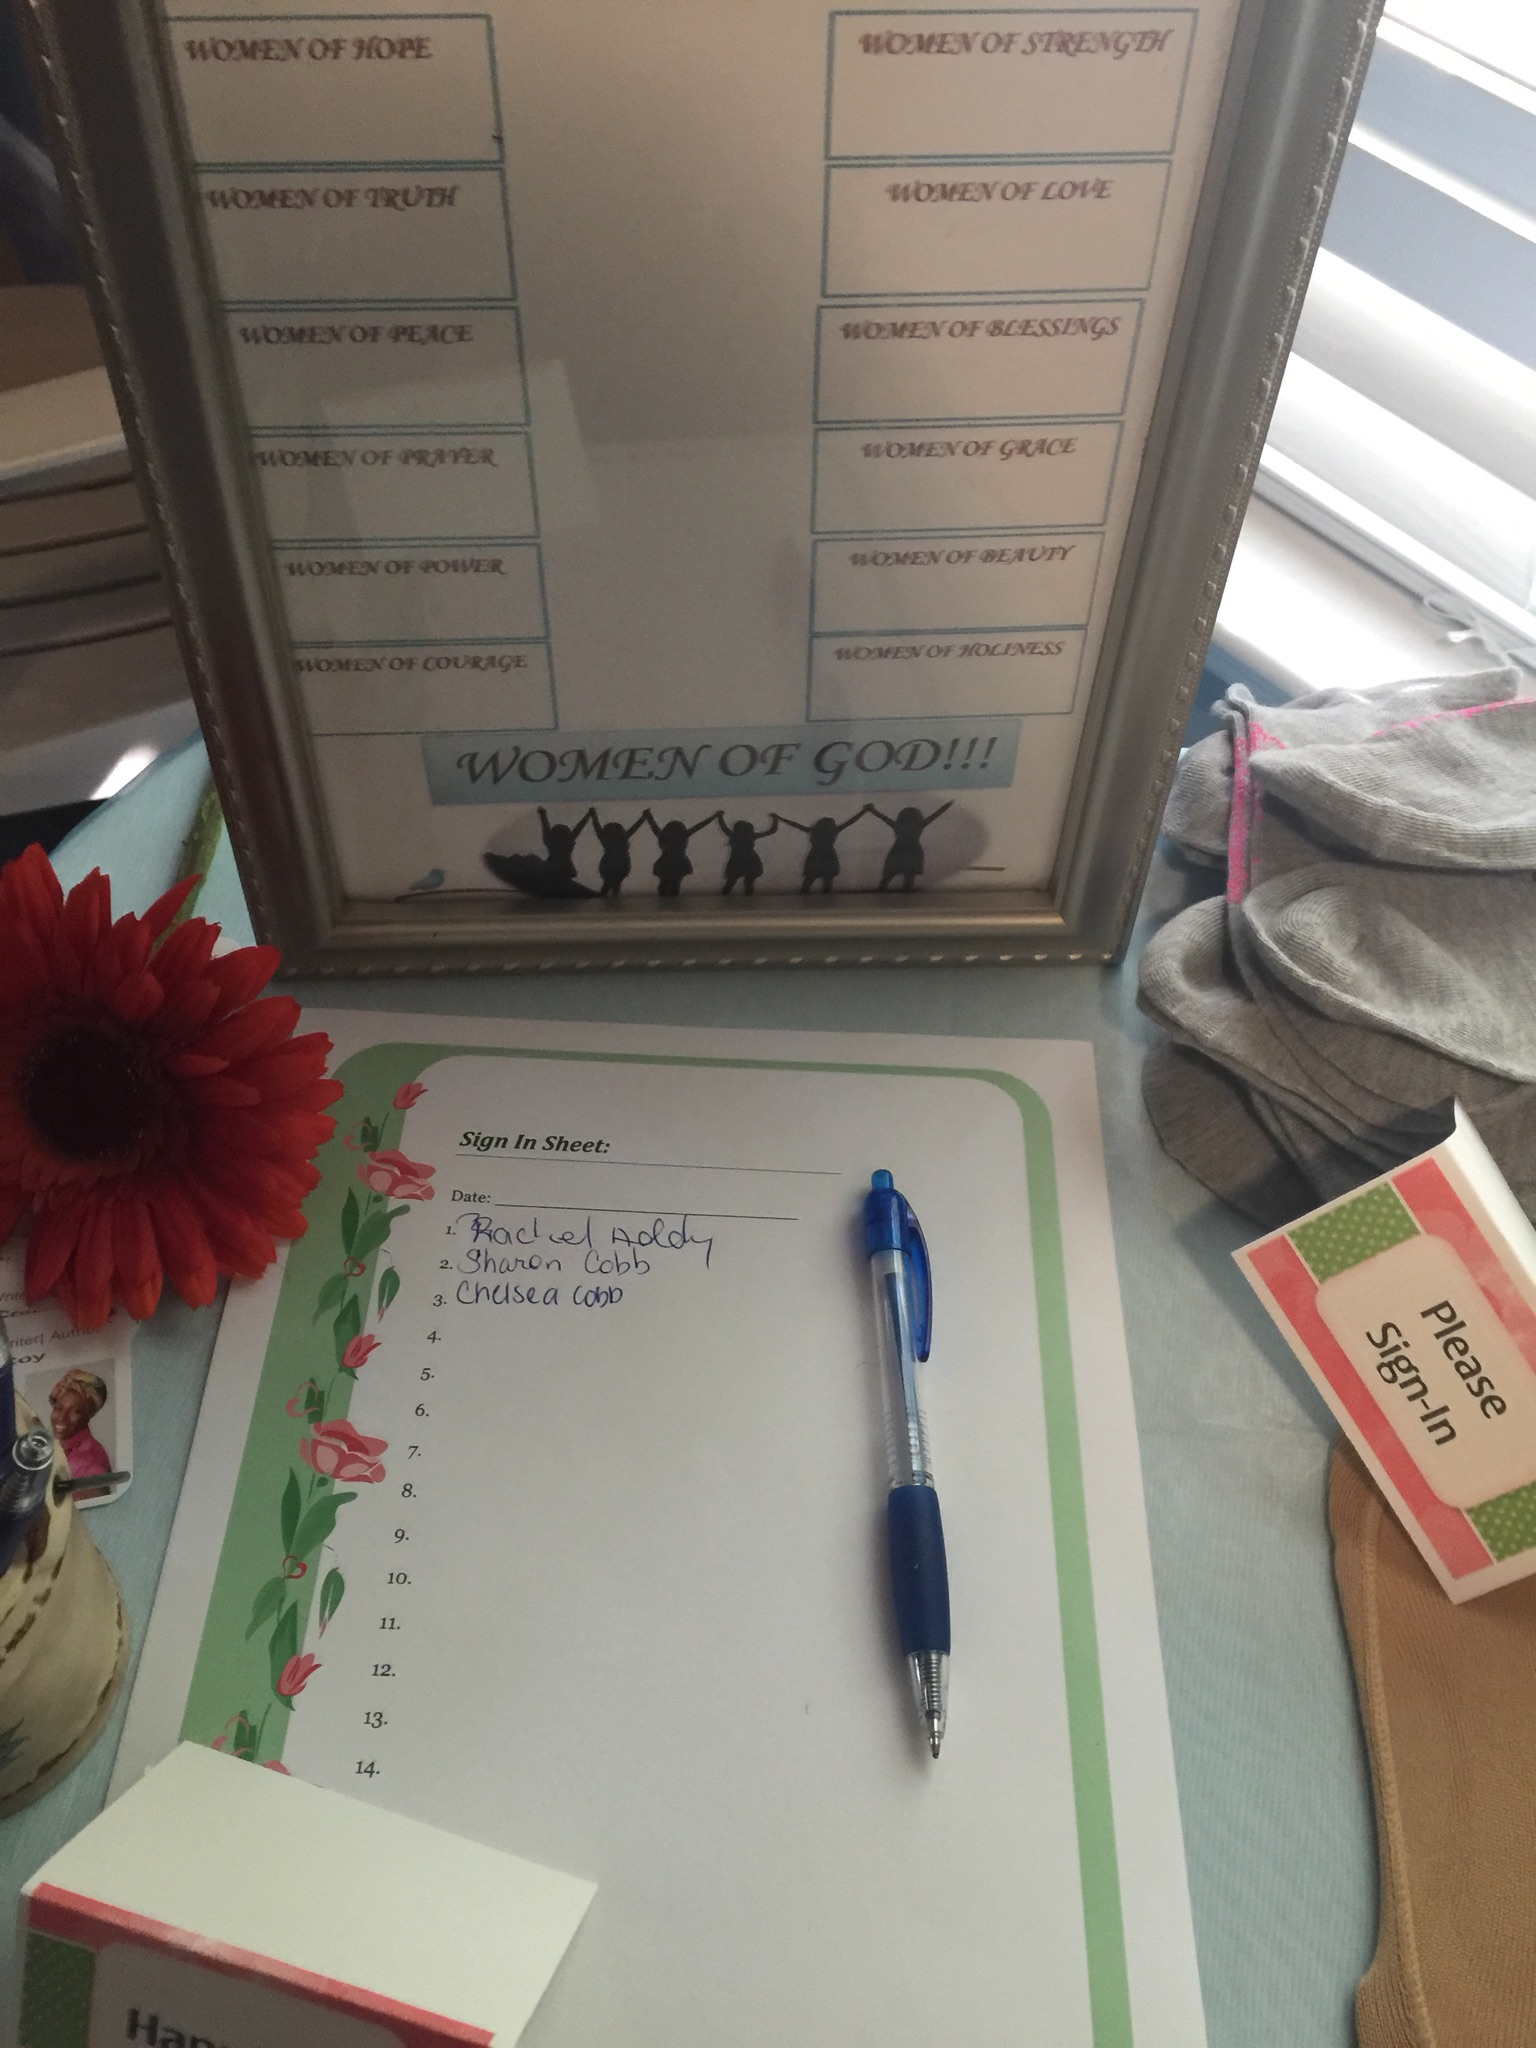 WOMEN OF HOPE
WOMEN OF STRENGTH
WOMEN OF TRUTH
WOMEN OF LOVE
WOMEN OF PEACE
WOMEN OF BLESSINGS
WOMEN OF PRAYER
WOMEN OF GRACE
WOMEN OF POWER
WOMEN OF BEAUTY
WOMEN OF COURAGE
WOMEN OF HOLINESS
WOMEN OF GOD!!!
Sign In Sheet:
Date:
1. Rachel Addy
2. Sharon Cobb
3. Chelsea Cobb
4.
5.
6.
7.
8.
9.
10.
11.
12.
13.
14.
Please
Sign-In